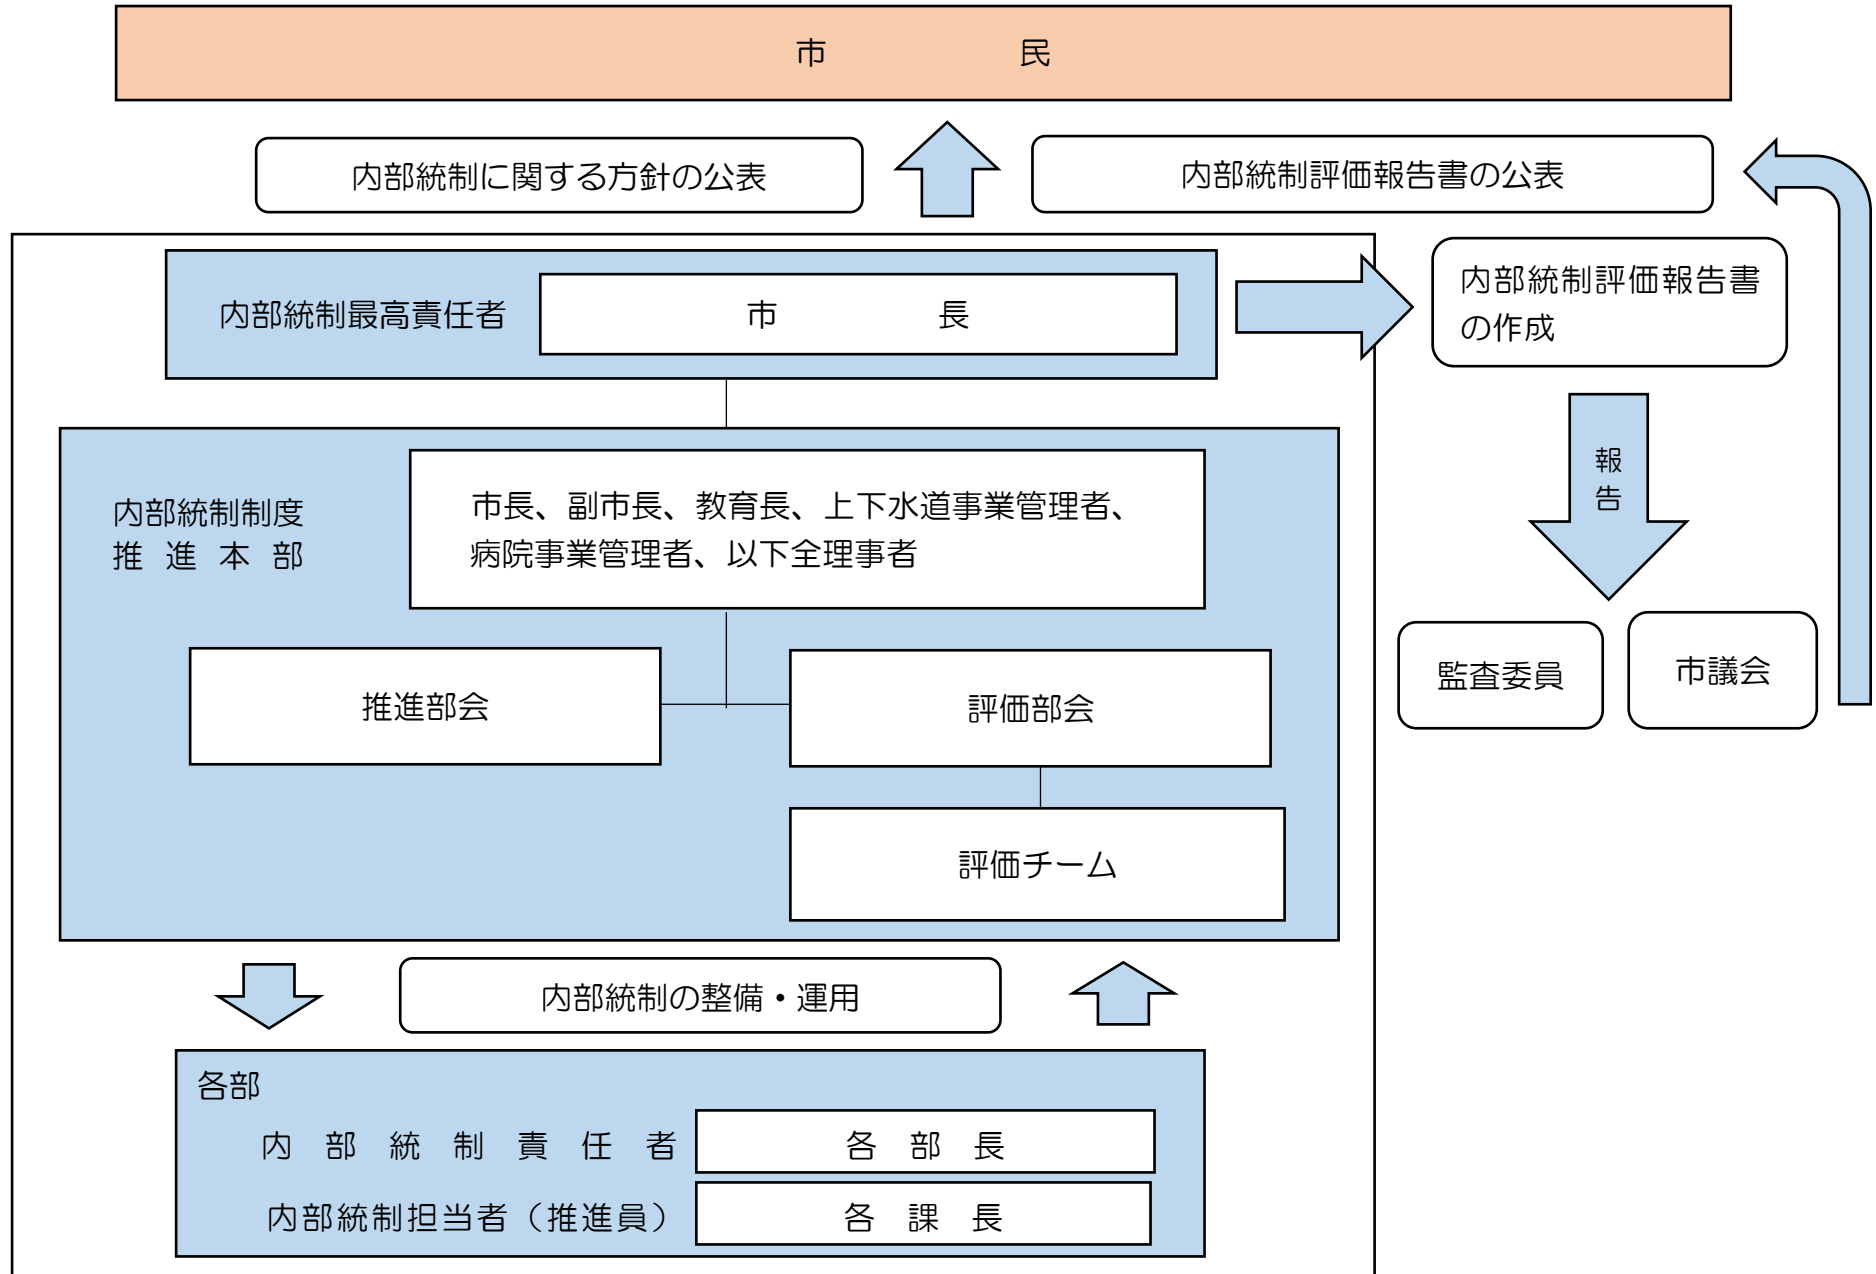 市　民
内部統制に関する方針の公表
内部統制評価報告書の公表
内部統制最高責任者
市　長
内部統制評価報告書
の作成
報
告
内部統制制度
推進本部
市長、副市長、教育長、上下水道事業管理者、
病院事業管理者、以下全理事者
推進部会
評価部会
評価チーム
監査委員
市議会
内部統制の整備・運用
各部
内部統制責任者
各部長
内部統制担当者（推進員）
各課長